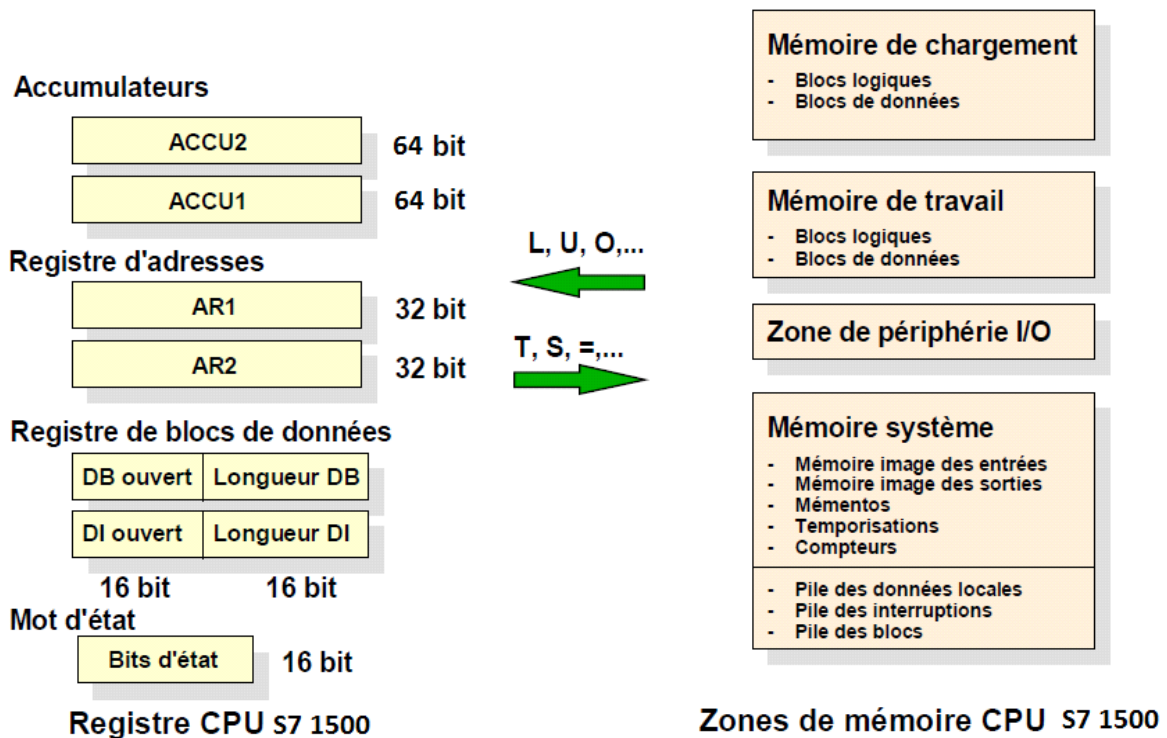 Accumulateurs
ACCU2
64 bit
ACCU1
64 bit
Registre d'adresses
AR1
32 bit
AR2
32 bit
Registre de blocs de données
DB ouvert
Longueur DB
DI ouvert
Longueur DI
16 bit
16 bit
Mot d'état
Bits d'état
16 bit
Registre CPU S7 1500
L, U, O,...
T, S, =,...
Mémoire de chargement
- Blocs logiques
- Blocs de données
Mémoire de travail
- Blocs logiques
- Blocs de données
Zone de périphérie I/O
Mémoire système
- Mémoire image des entrées
- Mémoire image des sorties
- Mémentos
- Temporisations
- Compteurs
- Pile des données locales
- Pile des interruptions
- Pile des blocs
Zones de mémoire CPU S7 1500